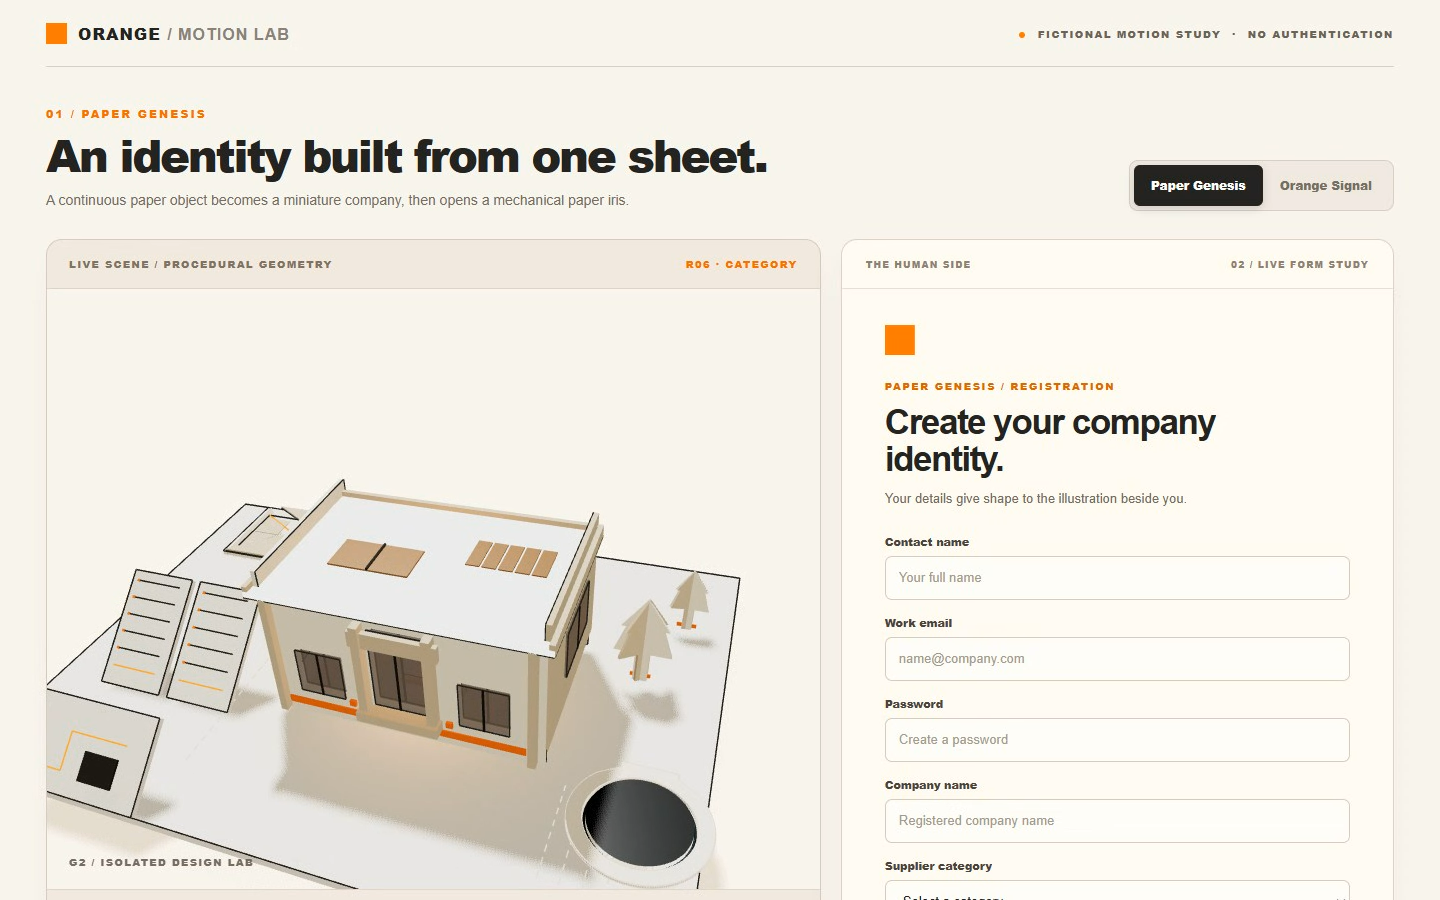 ORANGE / MOTION LAB
FICTIONAL MOTION STUDY · NO AUTHENTICATION
01 / PAPER GENESIS
An identity built from one sheet.
A continuous paper object becomes a miniature company, then opens a mechanical paper iris.
Paper Genesis
Orange Signal
LIVE SCENE / PROCEDURAL GEOMETRY
R06 · CATEGORY
G2 / ISOLATED DESIGN LAB
THE HUMAN SIDE
02 / LIVE FORM STUDY
PAPER GENESIS / REGISTRATION
Create your company
identity.
Your details give shape to the illustration beside you.
Contact name
Your full name
Work email
name@company.com
Password
Create a password
Company name
Registered company name
Supplier category
Select a category